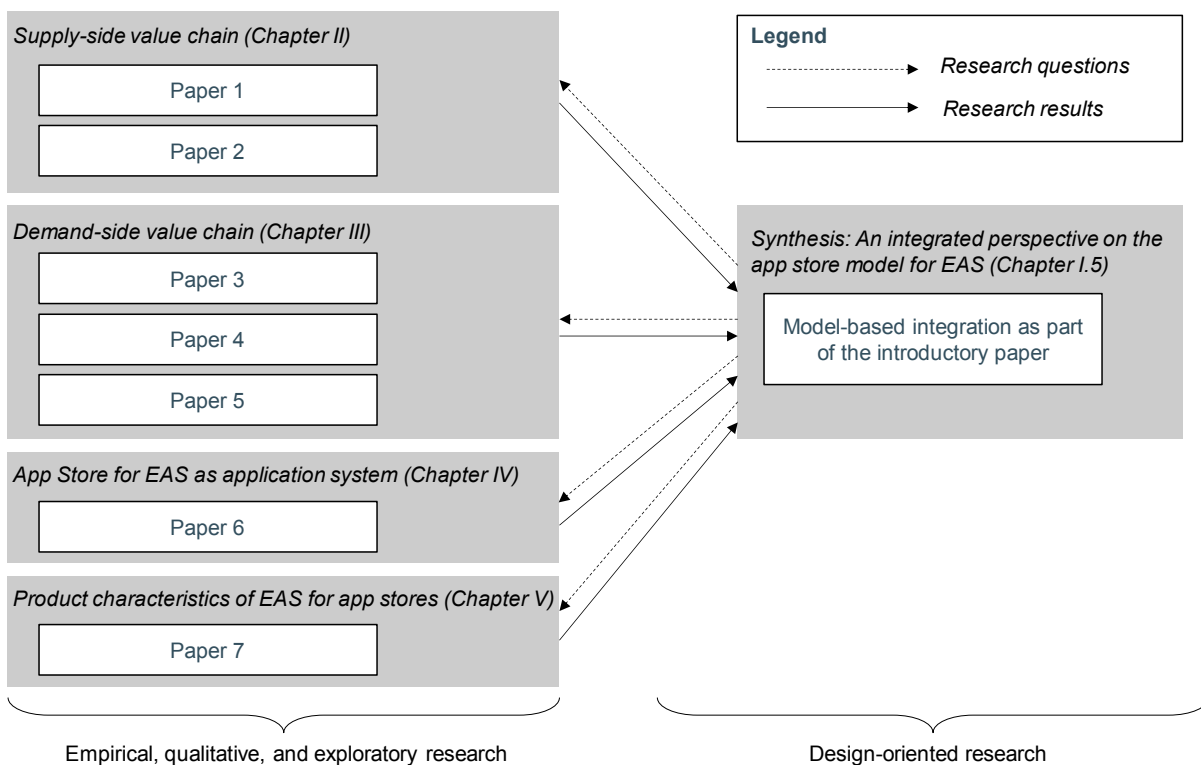 Supply-side value chain (Chapter II)
Paper 1
Paper 2
Demand-side value chain (Chapter III)
Paper 3
Paper 4
Paper 5
App Store for EAS as application system (Chapter IV)
Paper 6
Product characteristics of EAS for app stores (Chapter V)
Paper 7
Empirical, qualitative, and exploratory research
Legend
Research questions
Research results
Synthesis: An integrated perspective on the
app store model for EAS (Chapter I.5)
Model-based integration as part
of the introductory paper
Design-oriented research